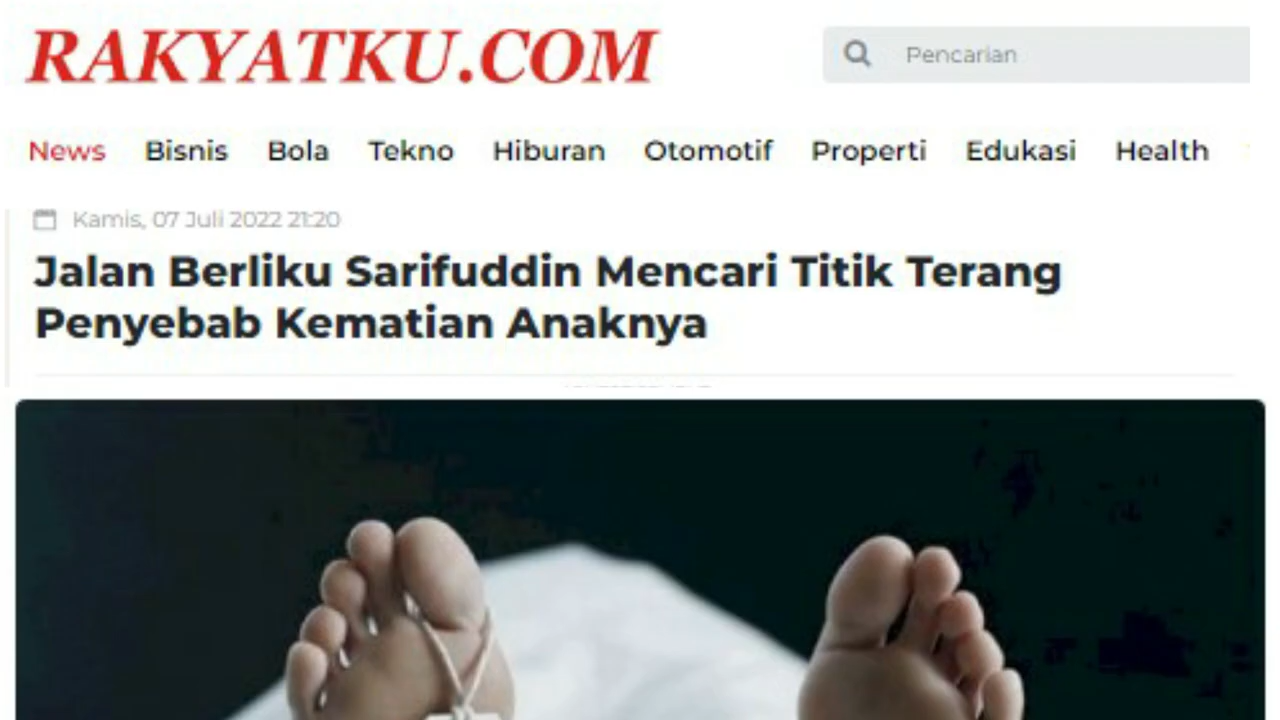 RAKYATKU.COM
Pencarian
News Bisnis Bola Tekno Hiburan Otomotif Properti Edukasi Health
Kamis, 07 Juli 2022 21:20
Jalan Berliku Sarifuddin Mencari Titik Terang
Penyebab Kematian Anaknya